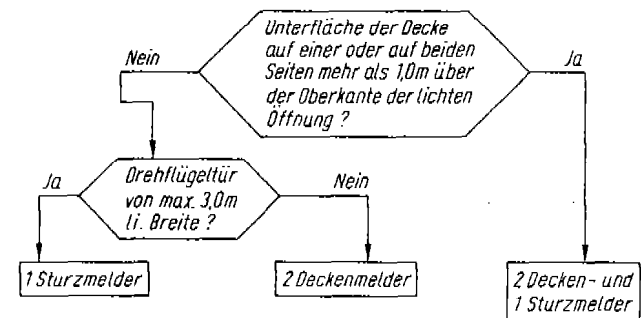 Unterfläche der Decke
auf einer oder auf beiden
Seiten mehr als 1,0m über
der Oberkante der lichten
Öffnung ?
Nein
Ja
Drehflügeltür
von max. 3,0m
li. Breite ?
Ja
Nein
1 Sturzmelder
2 Deckenmelder
2 Decken- und
1 Sturzmelder